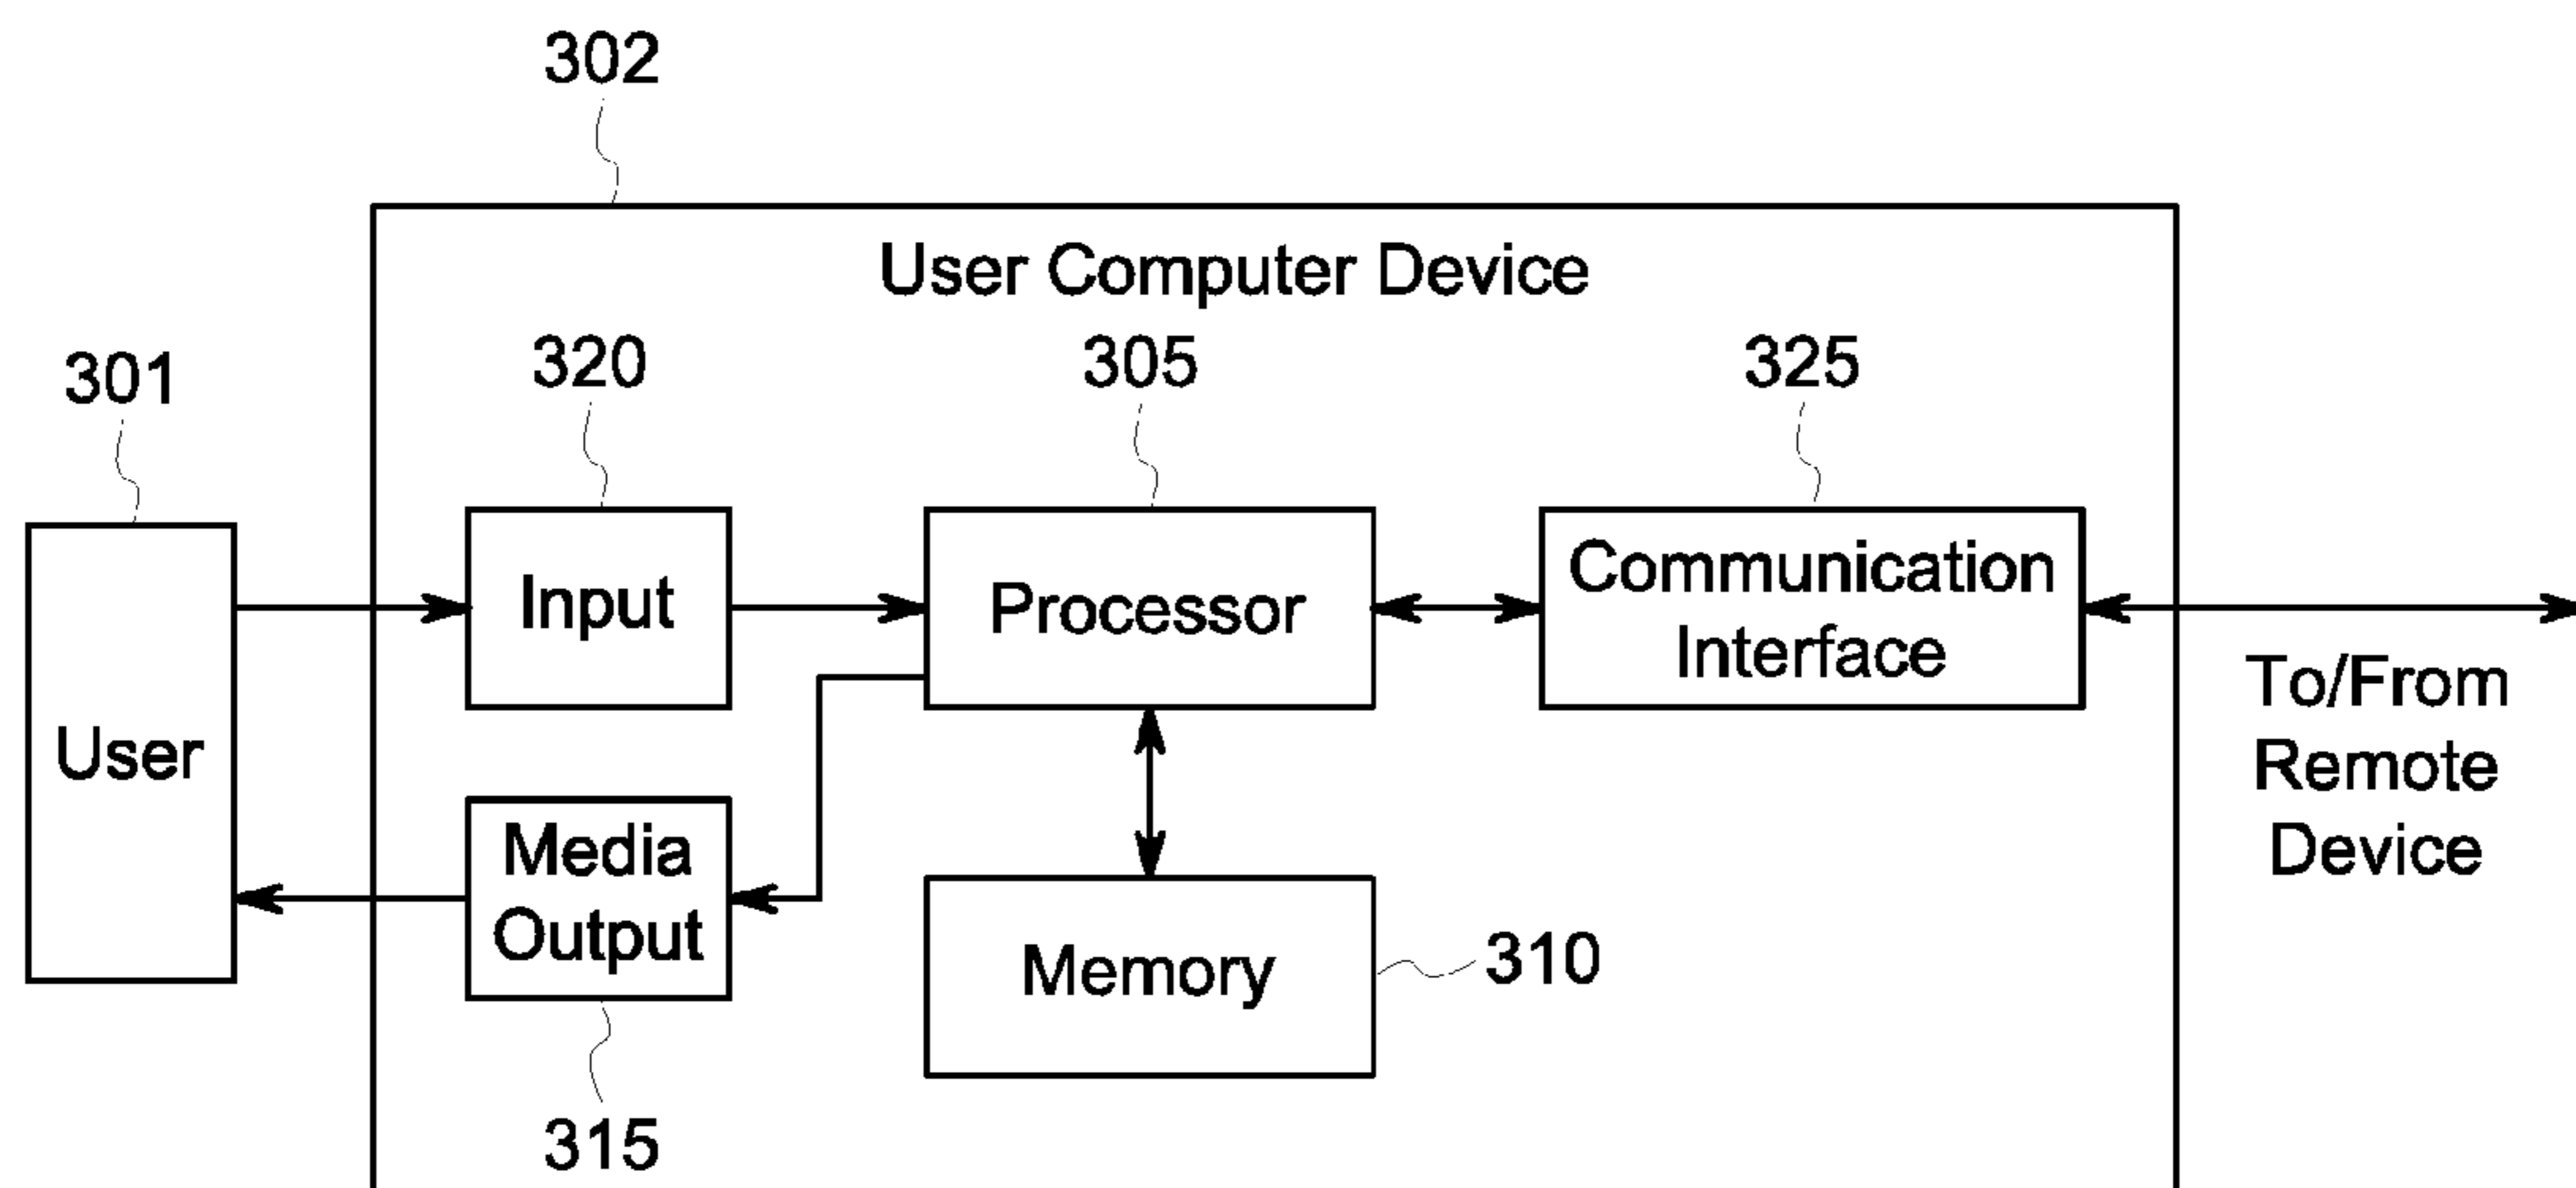 302
User Computer Device
301
320
305
325
Input
Processor
Communication
Interface
User
To/From
Remote
Device
Media
Output
Memory
310
315